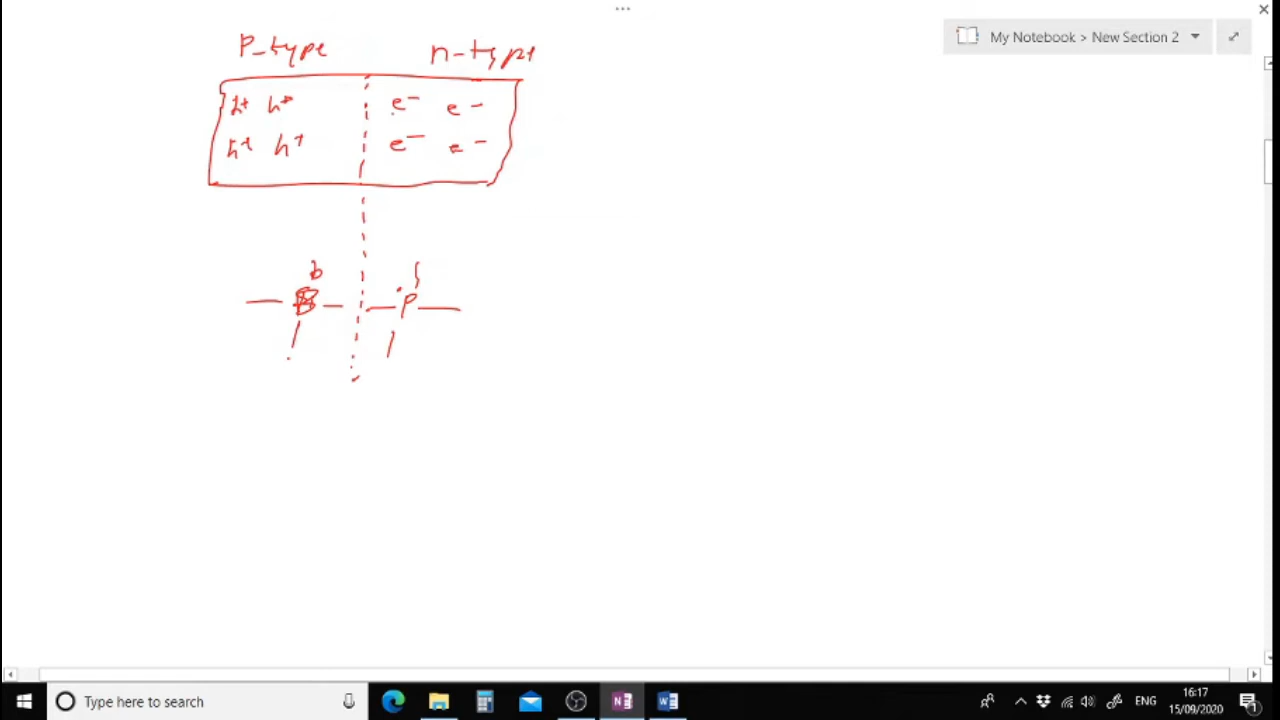 My Notebook > New Section 2
P-type n-type
h+ h+ e- e-
h+ h+ e- e-
B P
Type here to search
ENG
16:17
15/09/2020